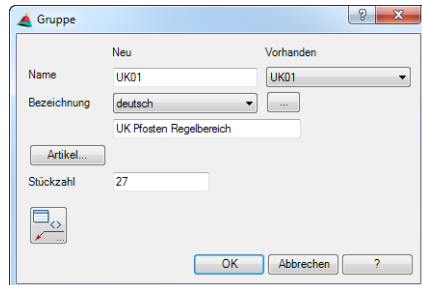 Gruppe
Neu Vorhanden
Name UK01 UK01
Bezeichnung deutsch ...
UK Pfosten Regelbereich
Artikel...
Stückzahl 27
...
OK Abbrechen ?